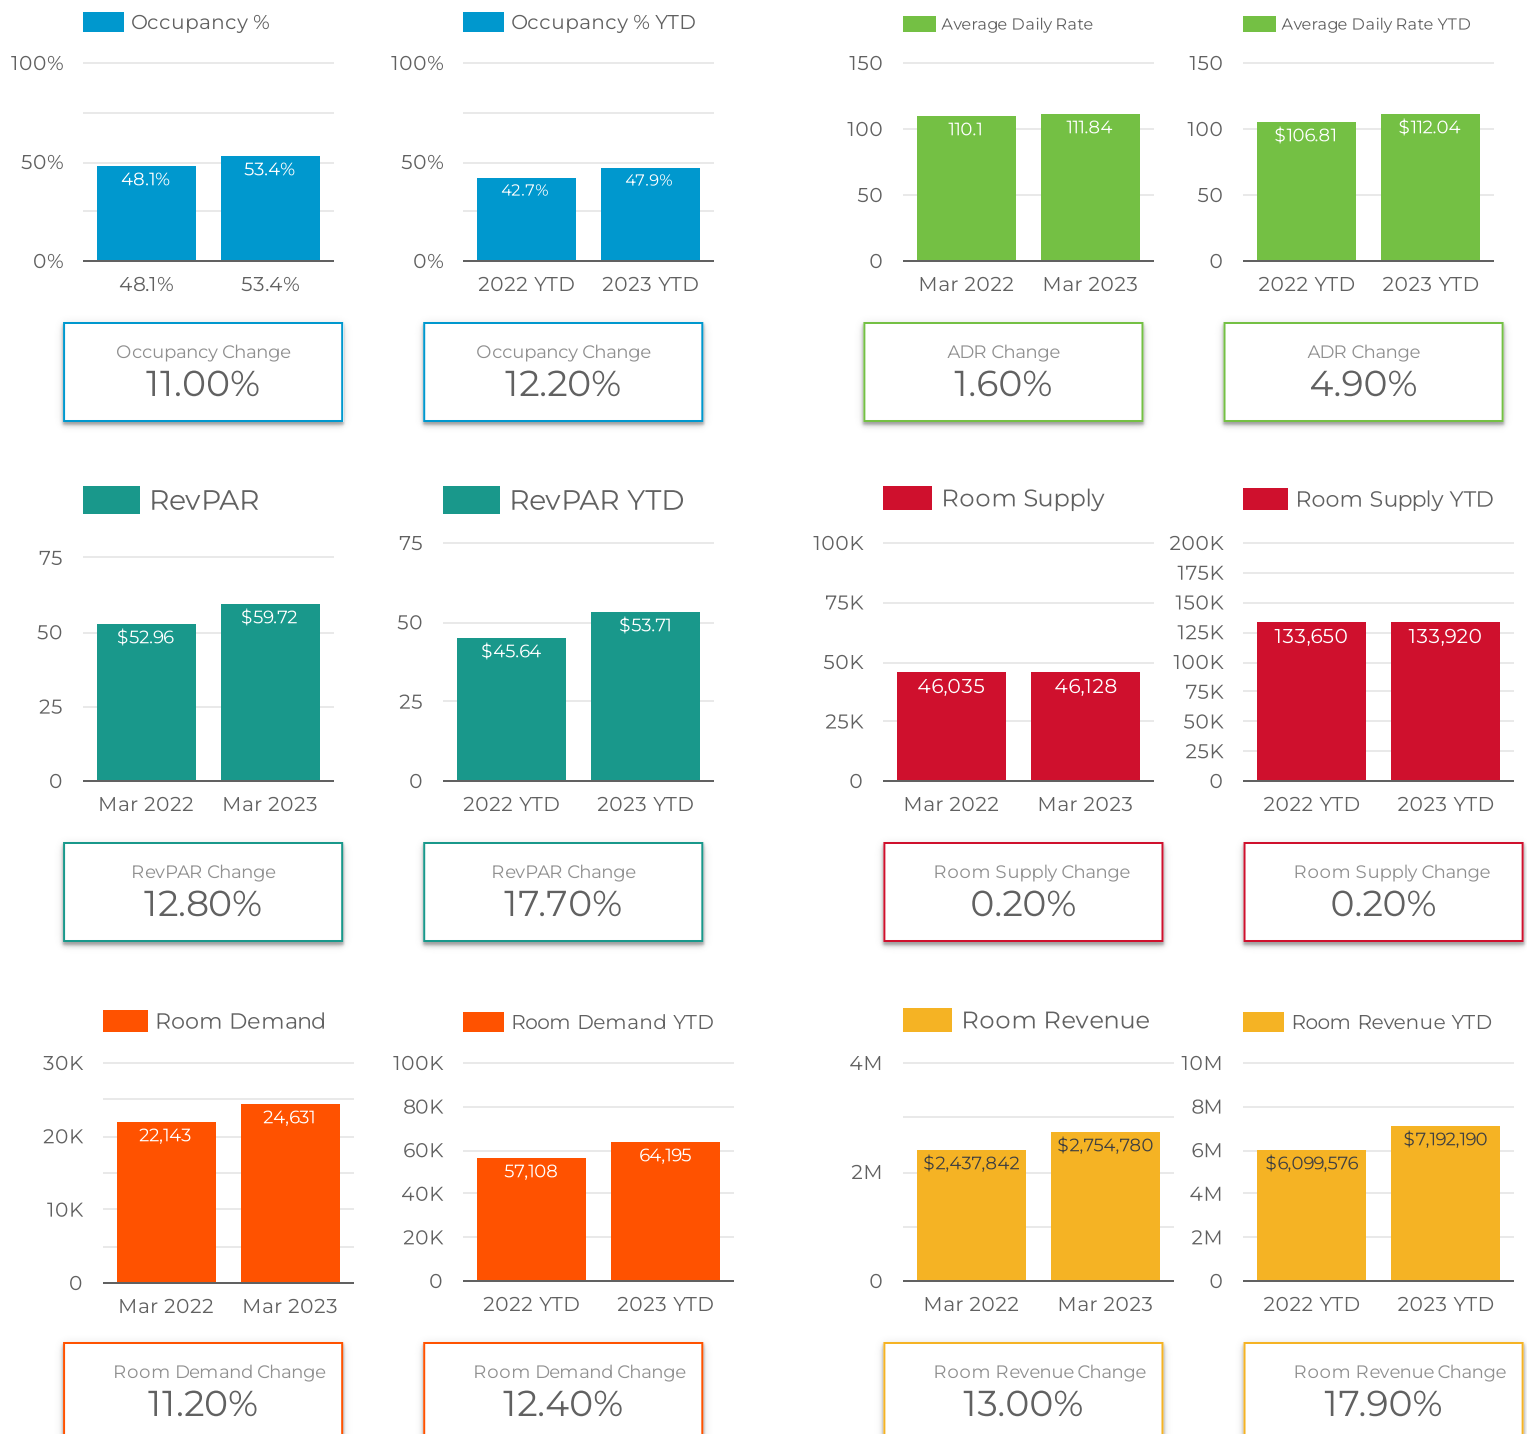 Occupancy %
100%
50%
0%
48.1%
53.4%
48.1%
53.4%
Occupancy Change
11.00%
Occupancy % YTD
100%
50%
0%
42.7%
47.9%
2022 YTD
2023 YTD
Occupancy Change
12.20%
Average Daily Rate
150
100
50
0
110.1
111.84
Mar 2022
Mar 2023
ADR Change
1.60%
Average Daily Rate YTD
150
100
50
0
$106.81
$112.04
2022 YTD
2023 YTD
ADR Change
4.90%
RevPAR
75
50
25
0
$52.96
$59.72
Mar 2022
Mar 2023
RevPAR Change
12.80%
RevPAR YTD
75
50
25
0
$45.64
$53.71
2022 YTD
2023 YTD
RevPAR Change
17.70%
Room Supply
100K
75K
50K
25K
0
46,035
46,128
Mar 2022
Mar 2023
Room Supply Change
0.20%
Room Supply YTD
200K
175K
150K
125K
100K
75K
50K
25K
0
133,650
133,920
2022 YTD
2023 YTD
Room Supply Change
0.20%
Room Demand
30K
20K
10K
0
22,143
24,631
Mar 2022
Mar 2023
Room Demand Change
11.20%
Room Demand YTD
100K
80K
60K
40K
20K
0
57,108
64,195
2022 YTD
2023 YTD
Room Demand Change
12.40%
Room Revenue
4M
2M
0
$2,437,842
$2,754,780
Mar 2022
Mar 2023
Room Revenue Change
13.00%
Room Revenue YTD
10M
8M
6M
4M
2M
0
$6,099,576
$7,192,190
2022 YTD
2023 YTD
Room Revenue Change
17.90%